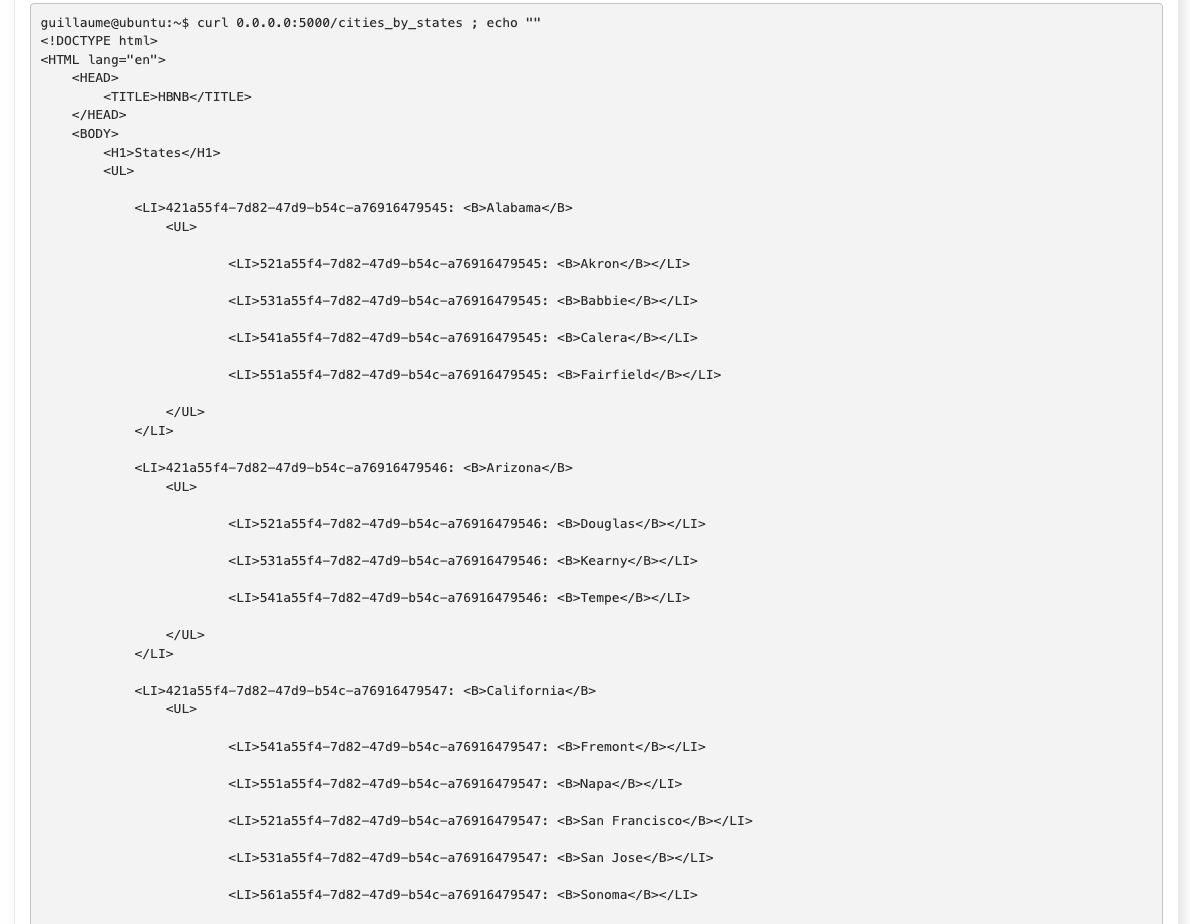 guillaume@ubuntu:~$ curl 0.0.0.0:5000/cities_by_states ; echo ""
<!DOCTYPE html>
<HTML lang="en">
<HEAD>
<TITLE>HBNB</TITLE>
</HEAD>
<BODY>
<H1>States</H1>
<UL>
<LI>421a55f4-7d82-47d9-b54c-a76916479545: <B>Alabama</B>
<UL>
<LI>521a55f4-7d82-47d9-b54c-a76916479545: <B>Akron</B></LI>
<LI>531a55f4-7d82-47d9-b54c-a76916479545: <B>Babbie</B></LI>
<LI>541a55f4-7d82-47d9-b54c-a76916479545: <B>Calera</B></LI>
<LI>551a55f4-7d82-47d9-b54c-a76916479545: <B>Fairfield</B></LI>
</UL>
</LI>
<LI>421a55f4-7d82-47d9-b54c-a76916479546: <B>Arizona</B>
<UL>
<LI>521a55f4-7d82-47d9-b54c-a76916479546: <B>Douglas</B></LI>
<LI>531a55f4-7d82-47d9-b54c-a76916479546: <B>Kearny</B></LI>
<LI>541a55f4-7d82-47d9-b54c-a76916479546: <B>Tempe</B></LI>
</UL>
</LI>
<LI>421a55f4-7d82-47d9-b54c-a76916479547: <B>California</B>
<UL>
<LI>541a55f4-7d82-47d9-b54c-a76916479547: <B>Fremont</B></LI>
<LI>551a55f4-7d82-47d9-b54c-a76916479547: <B>Napa</B></LI>
<LI>521a55f4-7d82-47d9-b54c-a76916479547: <B>San Francisco</B></LI>
<LI>531a55f4-7d82-47d9-b54c-a76916479547: <B>San Jose</B></LI>
<LI>561a55f4-7d82-47d9-b54c-a76916479547: <B>Sonoma</B></LI>